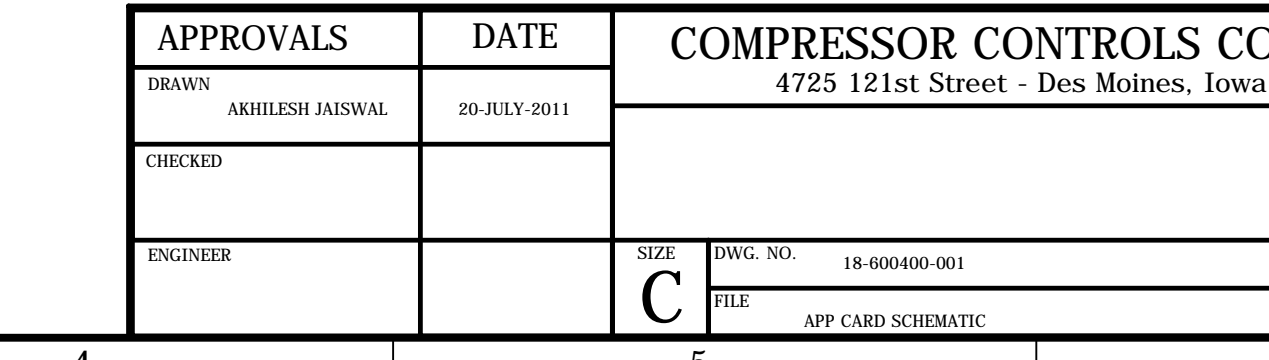 APPROVALS DATE COMPRESSOR CONTROLS
4725 121st Street - Des Moines, Iowa
DRAWN
AKHILESH JAISWAL 20-JULY-2011
CHECKED
ENGINEER
SIZE
C
DWG. NO. 18-600400-001
FILE
APP CARD SCHEMATIC
4 5